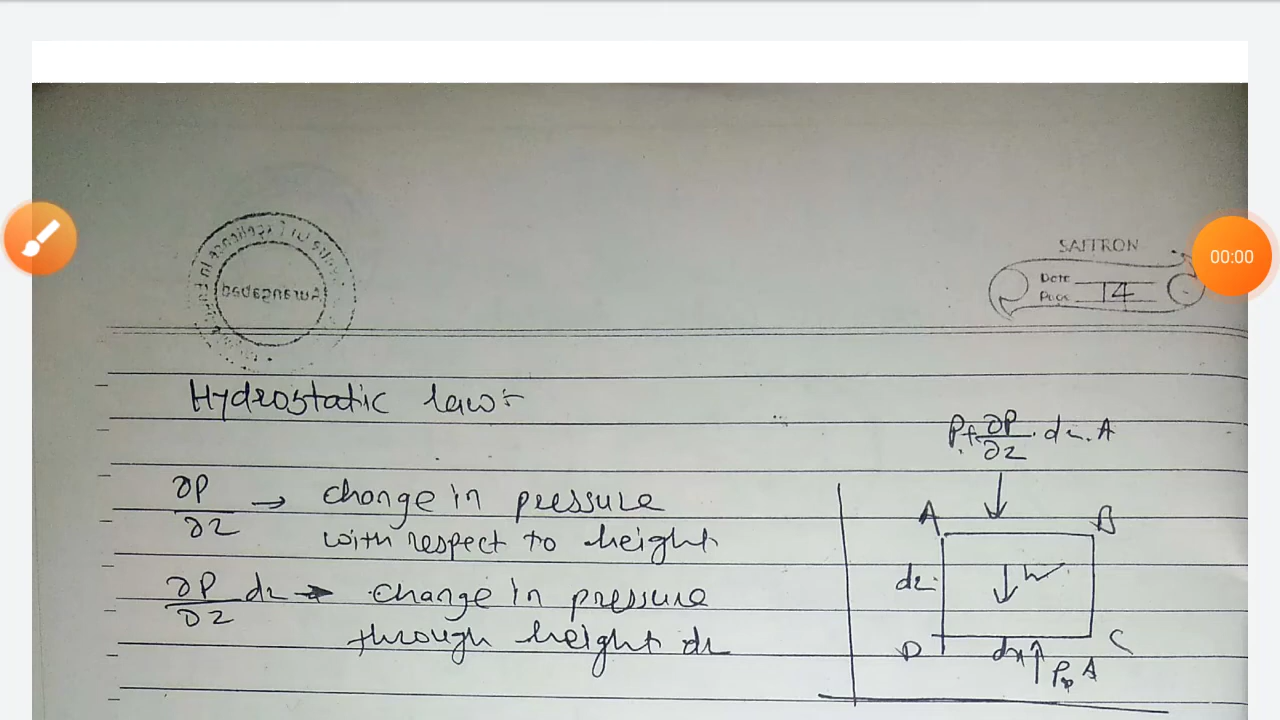 SAFFRON
Date
Page 14
Aurangabad
Hydrostatic law:-
∂P/∂z → change in pressure
with respect to height
∂P/∂z dz → change in pressure
through height dz
P+∂P/∂z . dz . A
A B
dz W
D dx C
P A
00:00